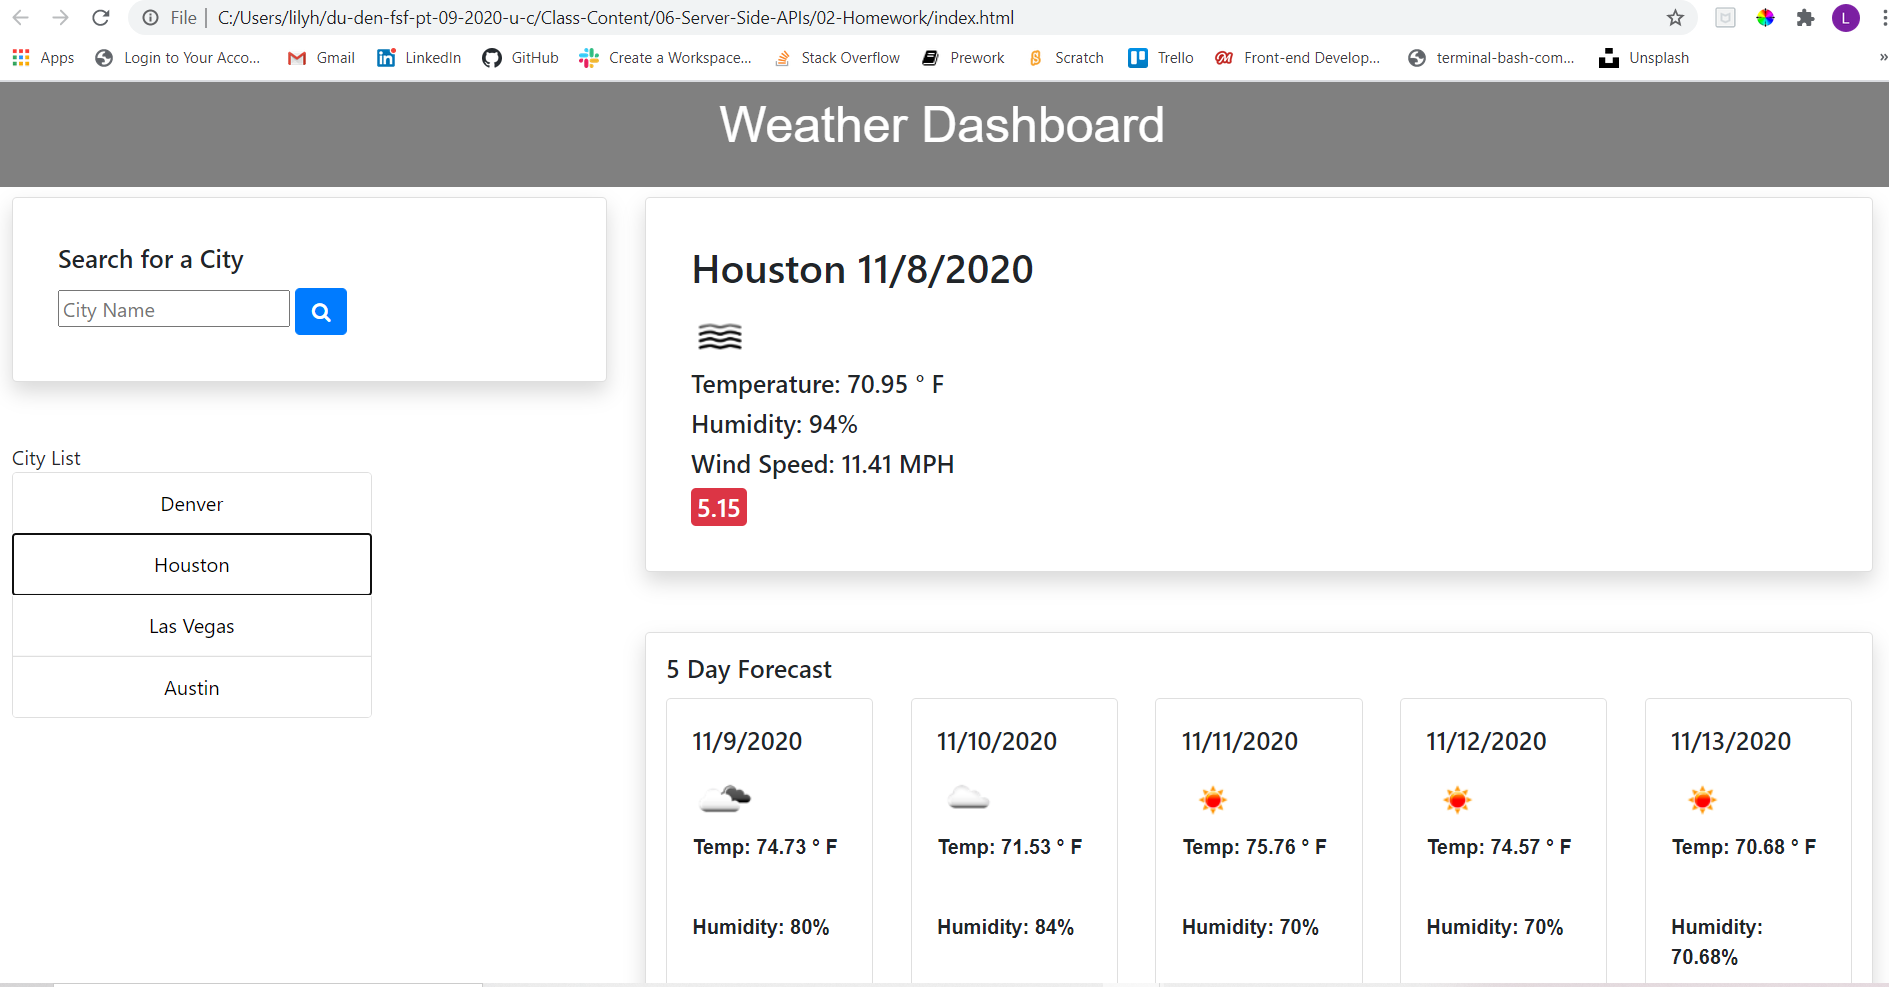 File | C:/Users/lilyh/du-den-fsf-pt-09-2020-u-c/Class-Content/06-Server-Side-APIs/02-Homework/index.html
L
Apps Login to Your Acco... Gmail LinkedIn GitHub Create a Workspace... Stack Overflow Prework Scratch Trello Front-end Develop... terminal-bash-com... Unsplash »
Weather Dashboard
Search for a City
City Name
City List
Denver
Houston
Las Vegas
Austin
Houston 11/8/2020
Temperature: 70.95 ° F
Humidity: 94%
Wind Speed: 11.41 MPH
5.15
5 Day Forecast
11/9/2020
Temp: 74.73 ° F
Humidity: 80%
11/10/2020
Temp: 71.53 ° F
Humidity: 84%
11/11/2020
Temp: 75.76 ° F
Humidity: 70%
11/12/2020
Temp: 74.57 ° F
Humidity: 70%
11/13/2020
Temp: 70.68 ° F
Humidity:
70.68%